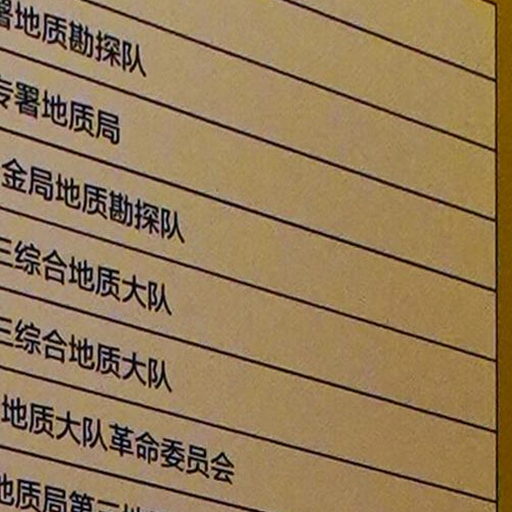 署地质勘探队
专署地质局
金局地质勘探队
三综合地质大队
三综合地质大队
地质大队革命委员会
地质局第二地